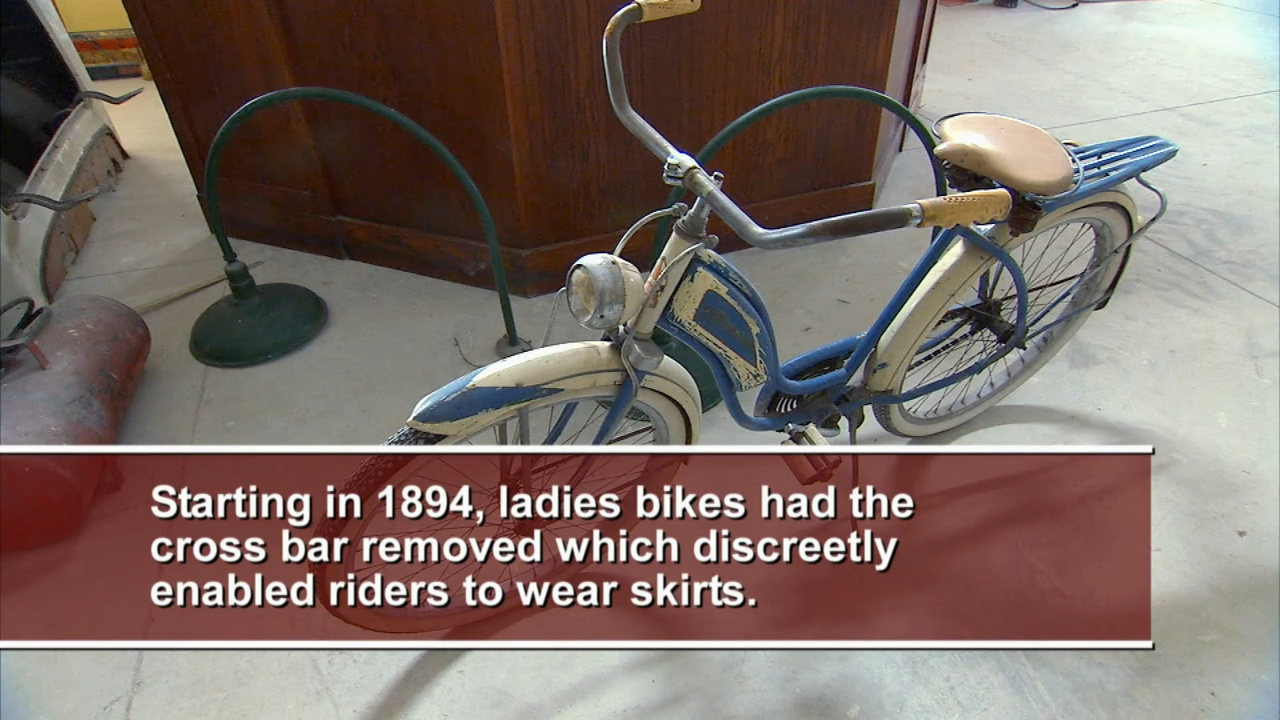 Starting in 1894, ladies bikes had the
cross bar removed which discreetly
enabled riders to wear skirts.